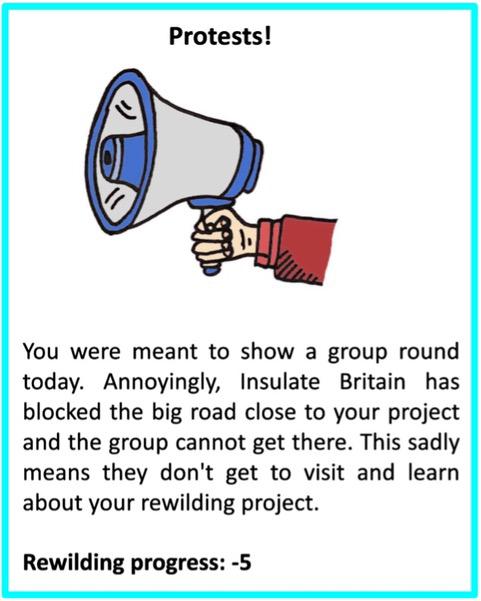 Protests!
You were meant to show a group round
today. Annoyingly, Insulate Britain has
blocked the big road close to your project
and the group cannot get there. This sadly
means they don't get to visit and learn
about your rewilding project.
Rewilding progress: -5